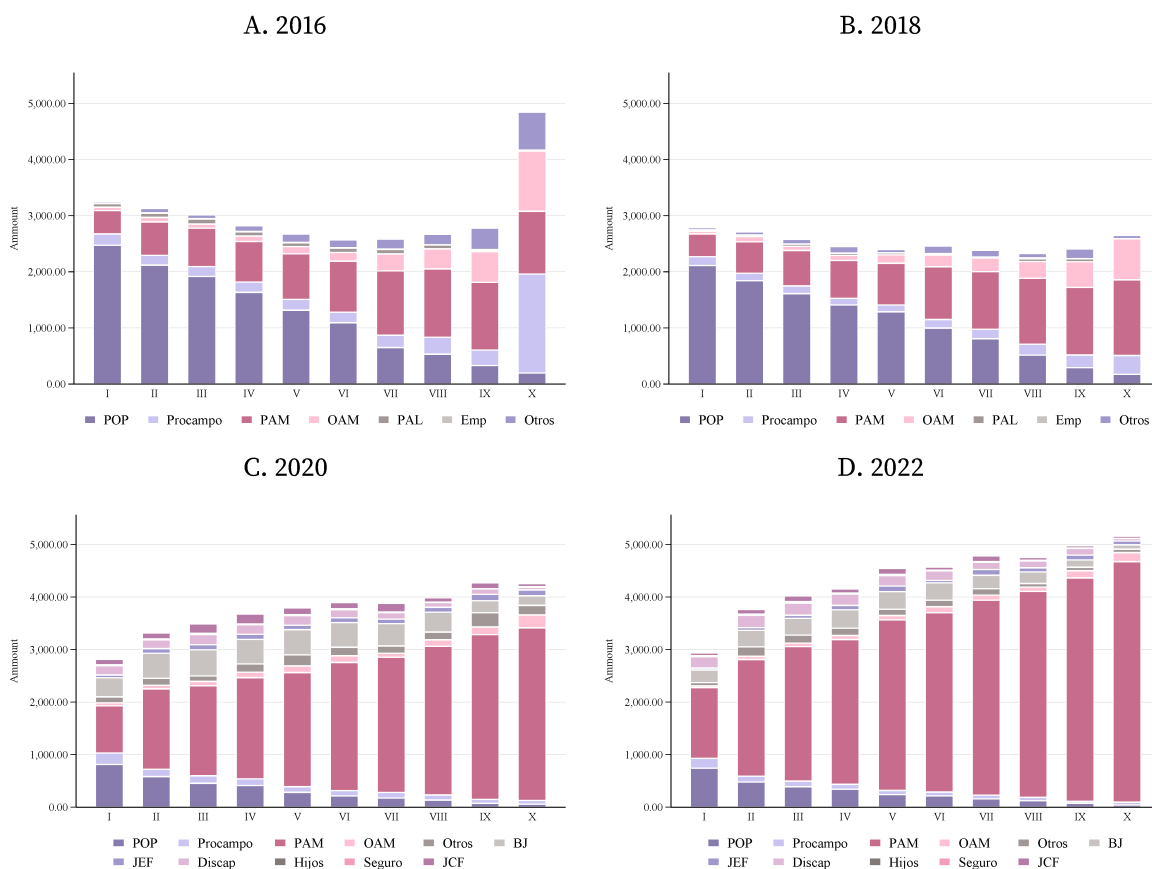 A. 2016
B. 2018
Ammount
5,000.00
4,000.00
3,000.00
2,000.00
1,000.00
0.00
I II III IV V VI VII VIII IX X
POP Procampo PAM OAM PAL Emp Otros
Ammount
5,000.00
4,000.00
3,000.00
2,000.00
1,000.00
0.00
I II III IV V VI VII VIII IX X
POP Procampo PAM OAM PAL Emp Otros
C. 2020
D. 2022
Ammount
5,000.00
4,000.00
3,000.00
2,000.00
1,000.00
0.00
I II III IV V VI VII VIII IX X
POP Procampo PAM OAM Otros BJ
JEF Discap Hijos Seguro JCF
Ammount
5,000.00
4,000.00
3,000.00
2,000.00
1,000.00
0.00
I II III IV V VI VII VIII IX X
POP Procampo PAM OAM Otros BJ
JEF Discap Hijos Seguro JCF